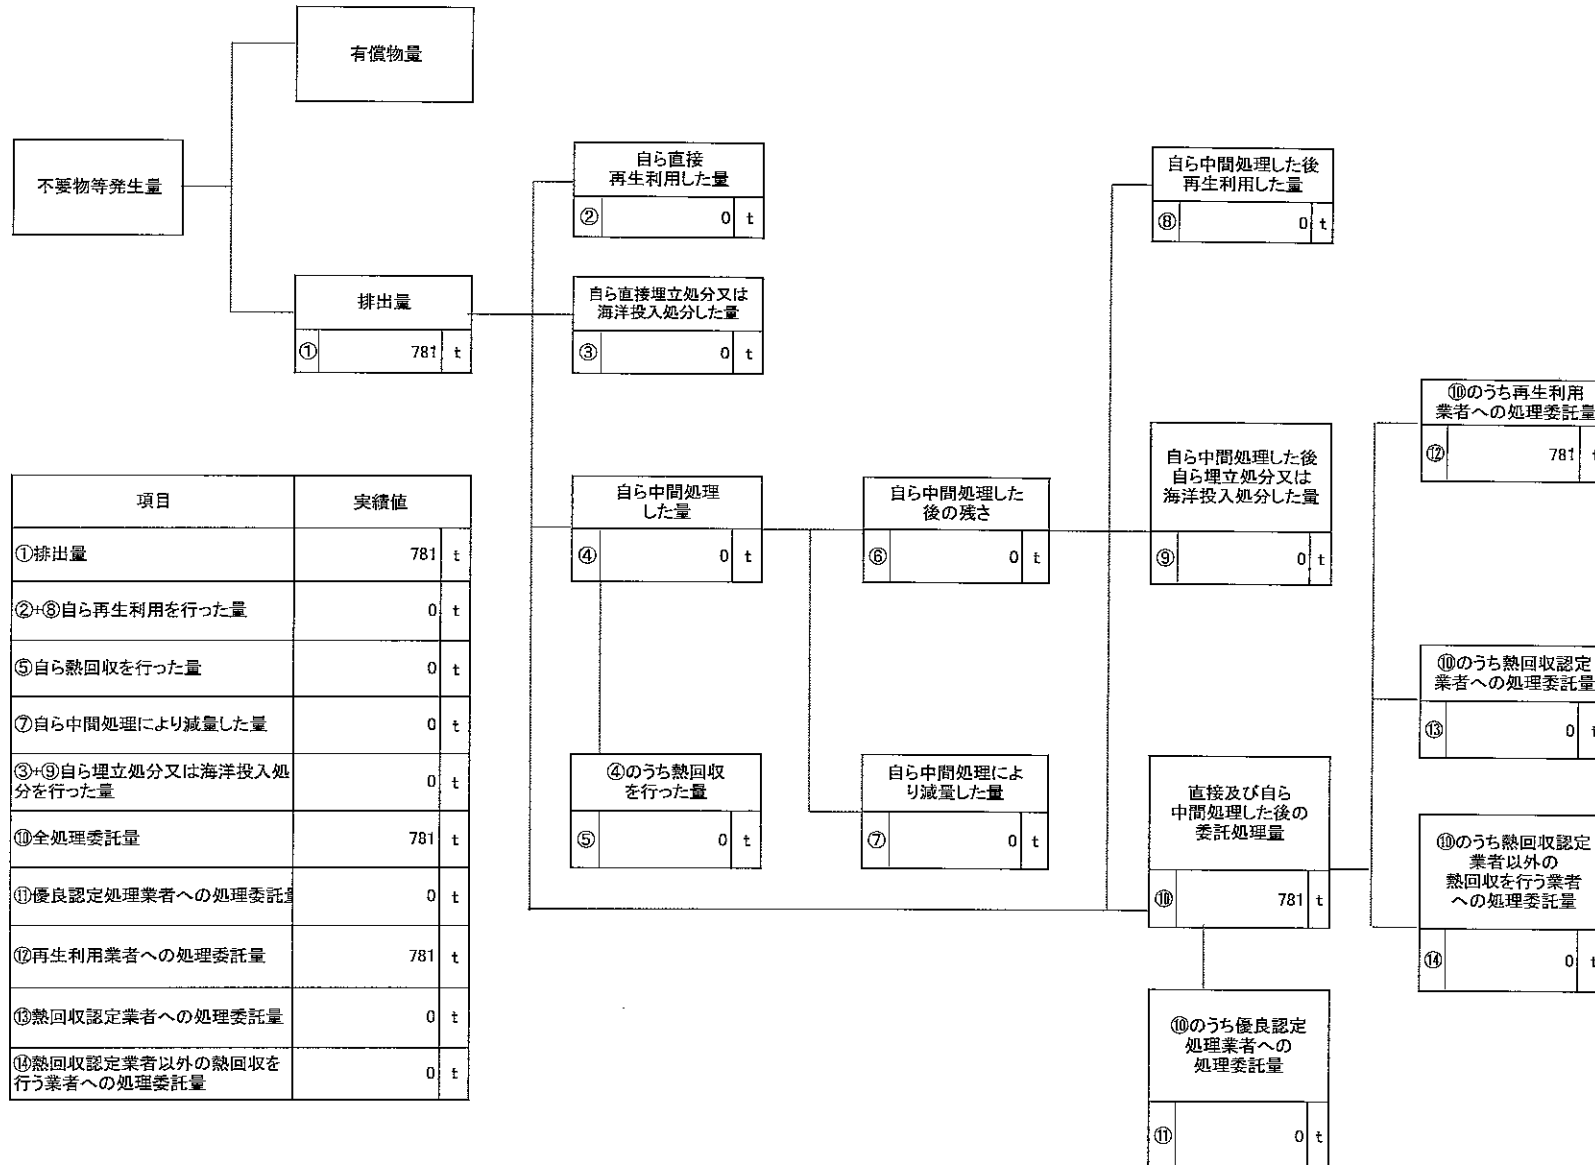 有償物量
不要物等発生量
排出量
① 781 t
自ら直接
再生利用した量
② 0 t
自ら直接埋立処分又は
海洋投入処分した量
③ 0 t
自ら中間処理
した量
④ 0 t
④のうち熱回収
を行った量
⑤ 0 t
自ら中間処理した
後の残さ
⑥ 0 t
自ら中間処理によ
り減量した量
⑦ 0 t
自ら中間処理した後
再生利用した量
⑧ 0 t
自ら中間処理した後
自ら埋立処分又は
海洋投入処分した量
⑨ 0 t
直接及び自ら
中間処理した後の
委託処理量
⑩ 781 t
⑩のうち優良認定
処理業者への
処理委託量
⑪ 0 t
⑩のうち再生利用
業者への処理委託量
⑫ 781 t
⑩のうち熱回収認定
業者への処理委託量
⑬ 0 t
⑩のうち熱回収認定
業者以外の
熱回収を行う業者
への処理委託量
⑭ 0 t
項目 実績値
①排出量 781 t
②+⑧自ら再生利用を行った量 0 t
⑤自ら熱回収を行った量 0 t
⑦自ら中間処理により減量した量 0 t
③+⑨自ら埋立処分又は海洋投入処
分を行った量 0 t
⑩全処理委託量 781 t
⑪優良認定処理業者への処理委託量 0 t
⑫再生利用業者への処理委託量 781 t
⑬熱回収認定業者への処理委託量 0 t
⑭熱回収認定業者以外の熱回収を
行う業者への処理委託量 0 t